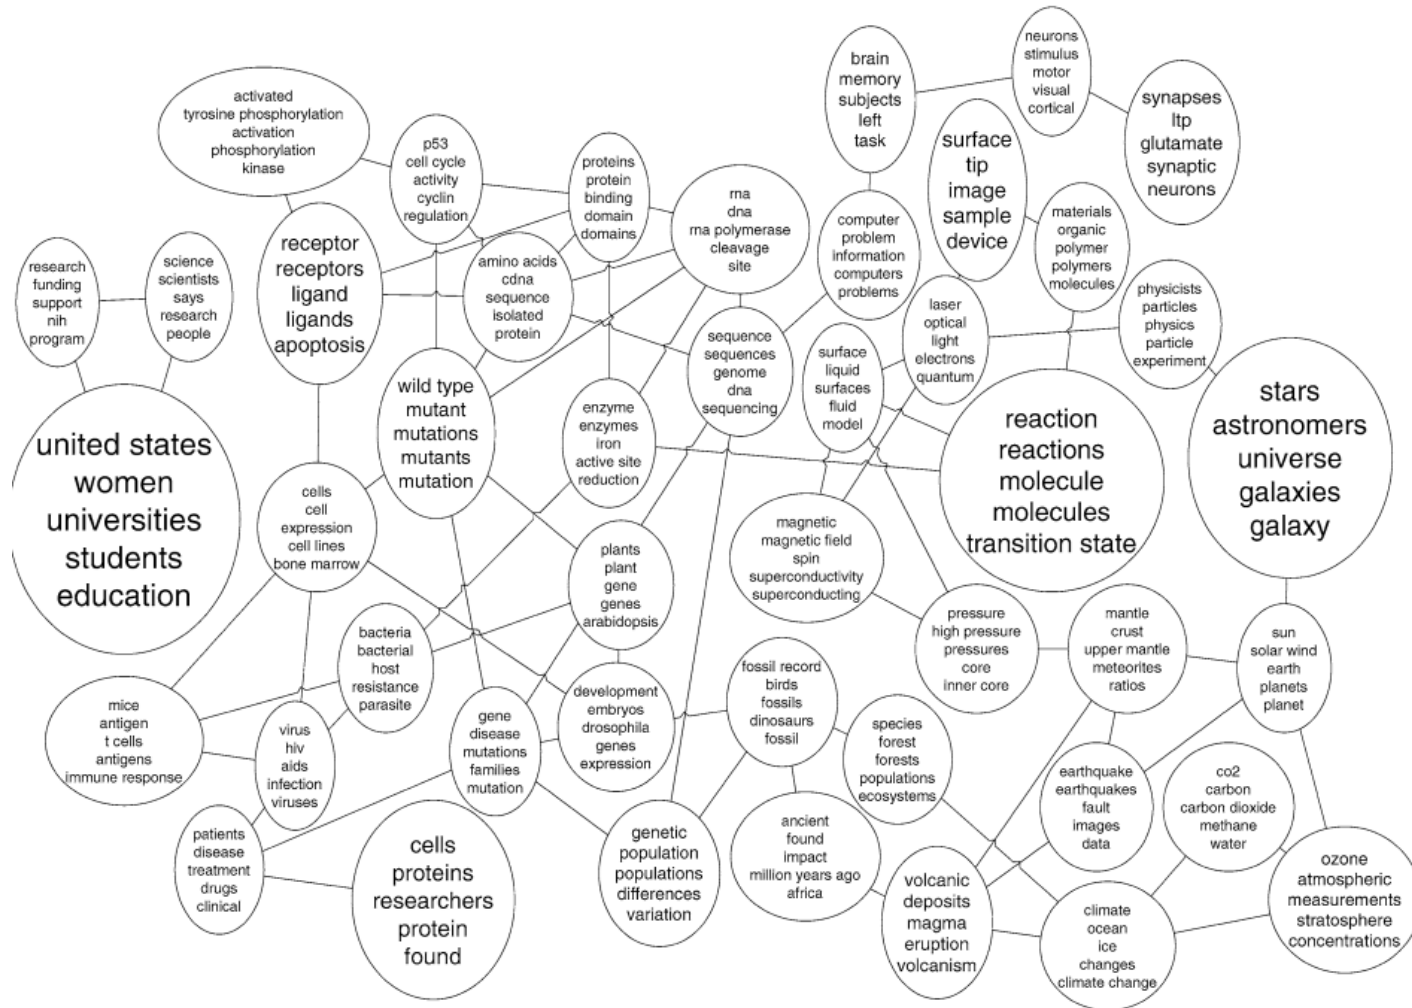 neurons
stimulus
motor
visual
cortical
brain
memory
subjects
left
task
synapses
ltp
glutamate
synaptic
neurons
activated
tyrosine phosphorylation
activation
phosphorylation
kinase
surface
tip
image
sample
device
p53
cell cycle
activity
cyclin
regulation
proteins
protein
binding
domain
domains
rna
dna
rna polymerase
cleavage
site
computer
problem
information
computers
problems
materials
organic
polymer
polymers
molecules
research
funding
support
nih
program
science
scientists
says
research
people
receptor
receptors
ligand
ligands
apoptosis
amino acids
cdna
sequence
isolated
protein
physicists
particles
physics
particle
experiment
laser
optical
light
electrons
quantum
sequence
sequences
genome
dna
sequencing
surface
liquid
surfaces
fluid
model
wild type
mutant
mutations
mutants
mutation
enzyme
enzymes
iron
active site
reduction
reaction
reactions
molecule
molecules
transition state
stars
astronomers
universe
galaxies
galaxy
united states
women
universities
students
education
cells
cell
expression
cell lines
bone marrow
magnetic
magnetic field
spin
superconductivity
superconducting
plants
plant
gene
genes
arabidopsis
pressure
high pressure
pressures
core
inner core
mantle
crust
upper mantle
meteorites
ratios
sun
solar wind
earth
planets
planet
bacteria
bacterial
host
resistance
parasite
fossil record
birds
fossils
dinosaurs
fossil
development
embryos
drosophila
genes
expression
mice
antigen
t cells
antigens
immune response
virus
hiv
aids
infection
viruses
gene
disease
mutations
families
mutation
species
forest
forests
populations
ecosystems
earthquake
earthquakes
fault
images
data
co2
carbon
carbon dioxide
methane
water
patients
disease
treatment
drugs
clinical
cells
proteins
researchers
protein
found
genetic
population
populations
differences
variation
ancient
found
impact
million years ago
africa
volcanic
deposits
magma
eruption
volcanism
climate
ocean
ice
changes
climate change
ozone
atmospheric
measurements
stratosphere
concentrations